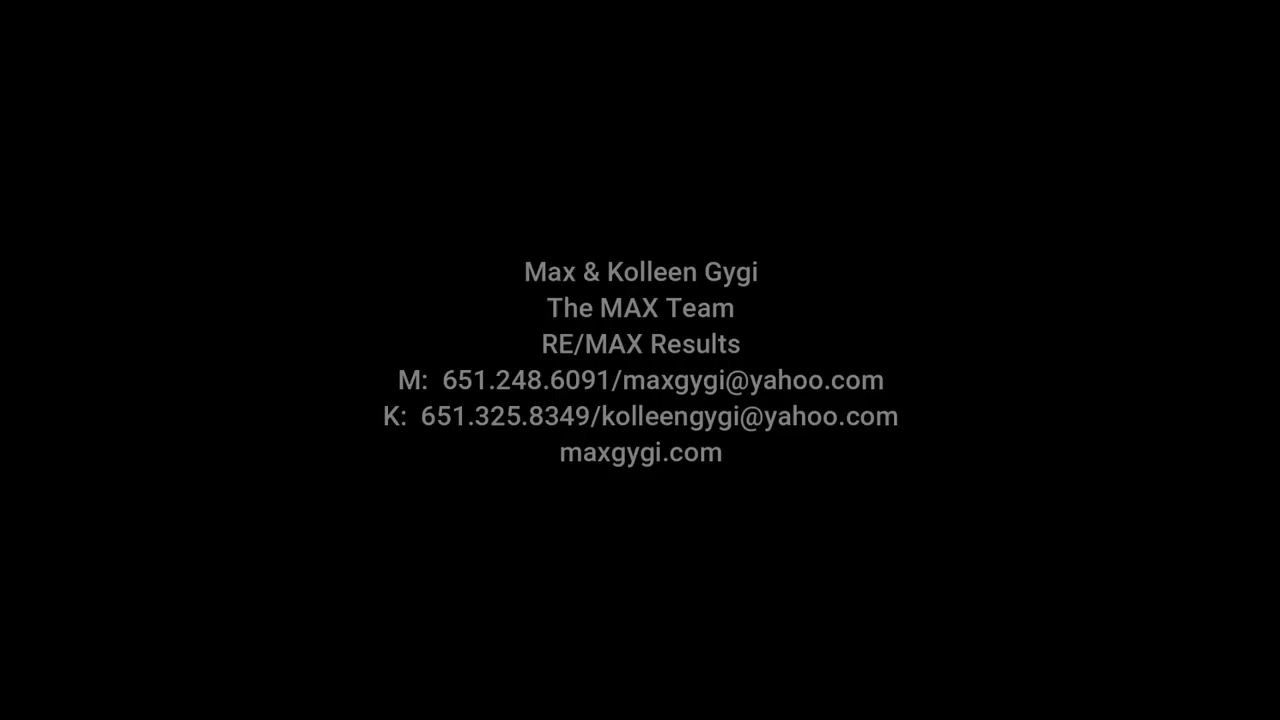 Max & Kolleen Gygi
The MAX Team
RE/MAX Results
M:  651.248.6091/maxgygi@yahoo.com
K:  651.325.8349/kolleengygi@yahoo.com
maxgygi.com